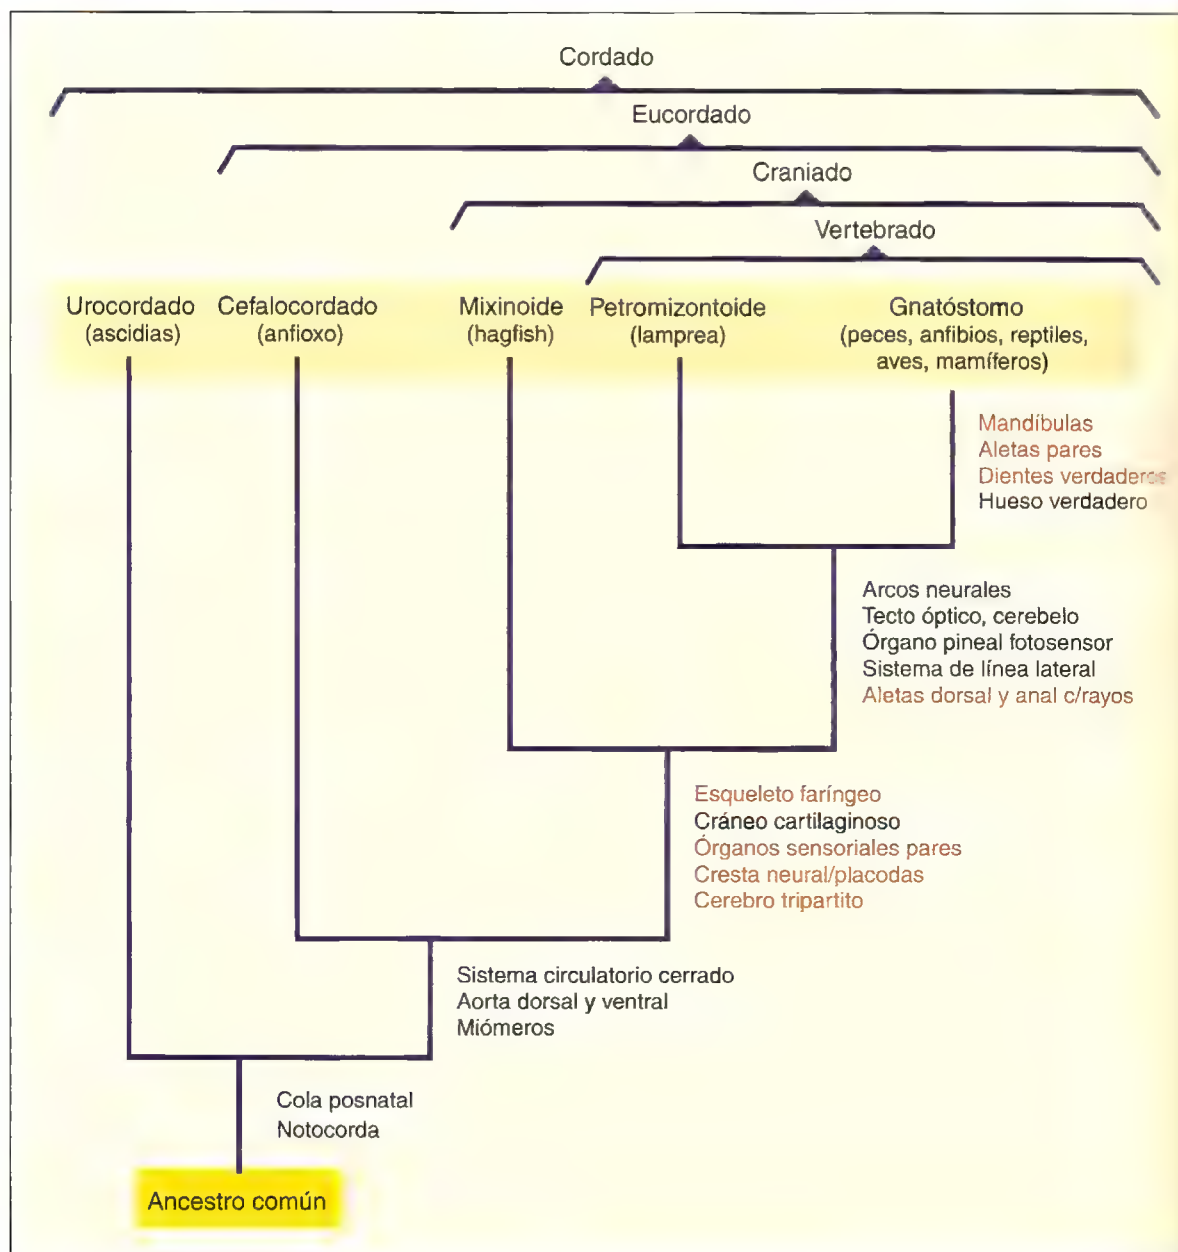 Cordado
Eucordado
Craniado
Vertebrado
Urocordado
(ascidias)
Cefalocordado
(anfioxo)
Mixinoide
(hagfish)
Petromizontoide
(lamprea)
Gnatóstomo
(peces, anfibios, reptiles,
aves, mamíferos)
Mandíbulas
Aletas pares
Dientes verdaderos
Hueso verdadero
Arcos neurales
Tecto óptico, cerebelo
Órgano pineal fotosensor
Sistema de línea lateral
Aletas dorsal y anal c/rayos
Esqueleto faríngeo
Cráneo cartilaginoso
Órganos sensoriales pares
Cresta neural/placodas
Cerebro tripartito
Sistema circulatorio cerrado
Aorta dorsal y ventral
Miómeros
Cola posnatal
Notocorda
Ancestro común